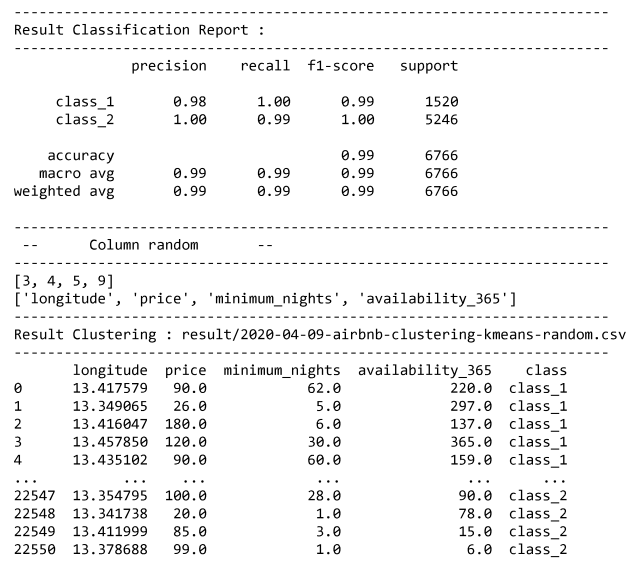 --------------------------------------------------------------------
Result Classification Report :
--------------------------------------------------------------------
              precision    recall  f1-score   support

     class_1       0.98      1.00      0.99      1520
     class_2       1.00      0.99      1.00      5246

    accuracy                           0.99      6766
   macro avg       0.99      0.99      0.99      6766
weighted avg       0.99      0.99      0.99      6766

--------------------------------------------------------------------
 --      Column random       --
--------------------------------------------------------------------
[3, 4, 5, 9]
['longitude', 'price', 'minimum_nights', 'availability_365']
--------------------------------------------------------------------
Result Clustering : result/2020-04-09-airbnb-clustering-kmeans-random.csv
--------------------------------------------------------------------
       longitude  price  minimum_nights  availability_365    class
0      13.417579   90.0            62.0             220.0  class_1
1      13.349065   26.0             5.0             297.0  class_1
2      13.416047  180.0             6.0             137.0  class_1
3      13.457850  120.0            30.0             365.0  class_1
4      13.435102   90.0            60.0             159.0  class_1
...          ...    ...             ...               ...      ...
22547  13.354795  100.0            28.0              90.0  class_2
22548  13.341738   20.0             1.0              78.0  class_2
22549  13.411999   85.0             3.0              15.0  class_2
22550  13.378688   99.0             1.0               6.0  class_2